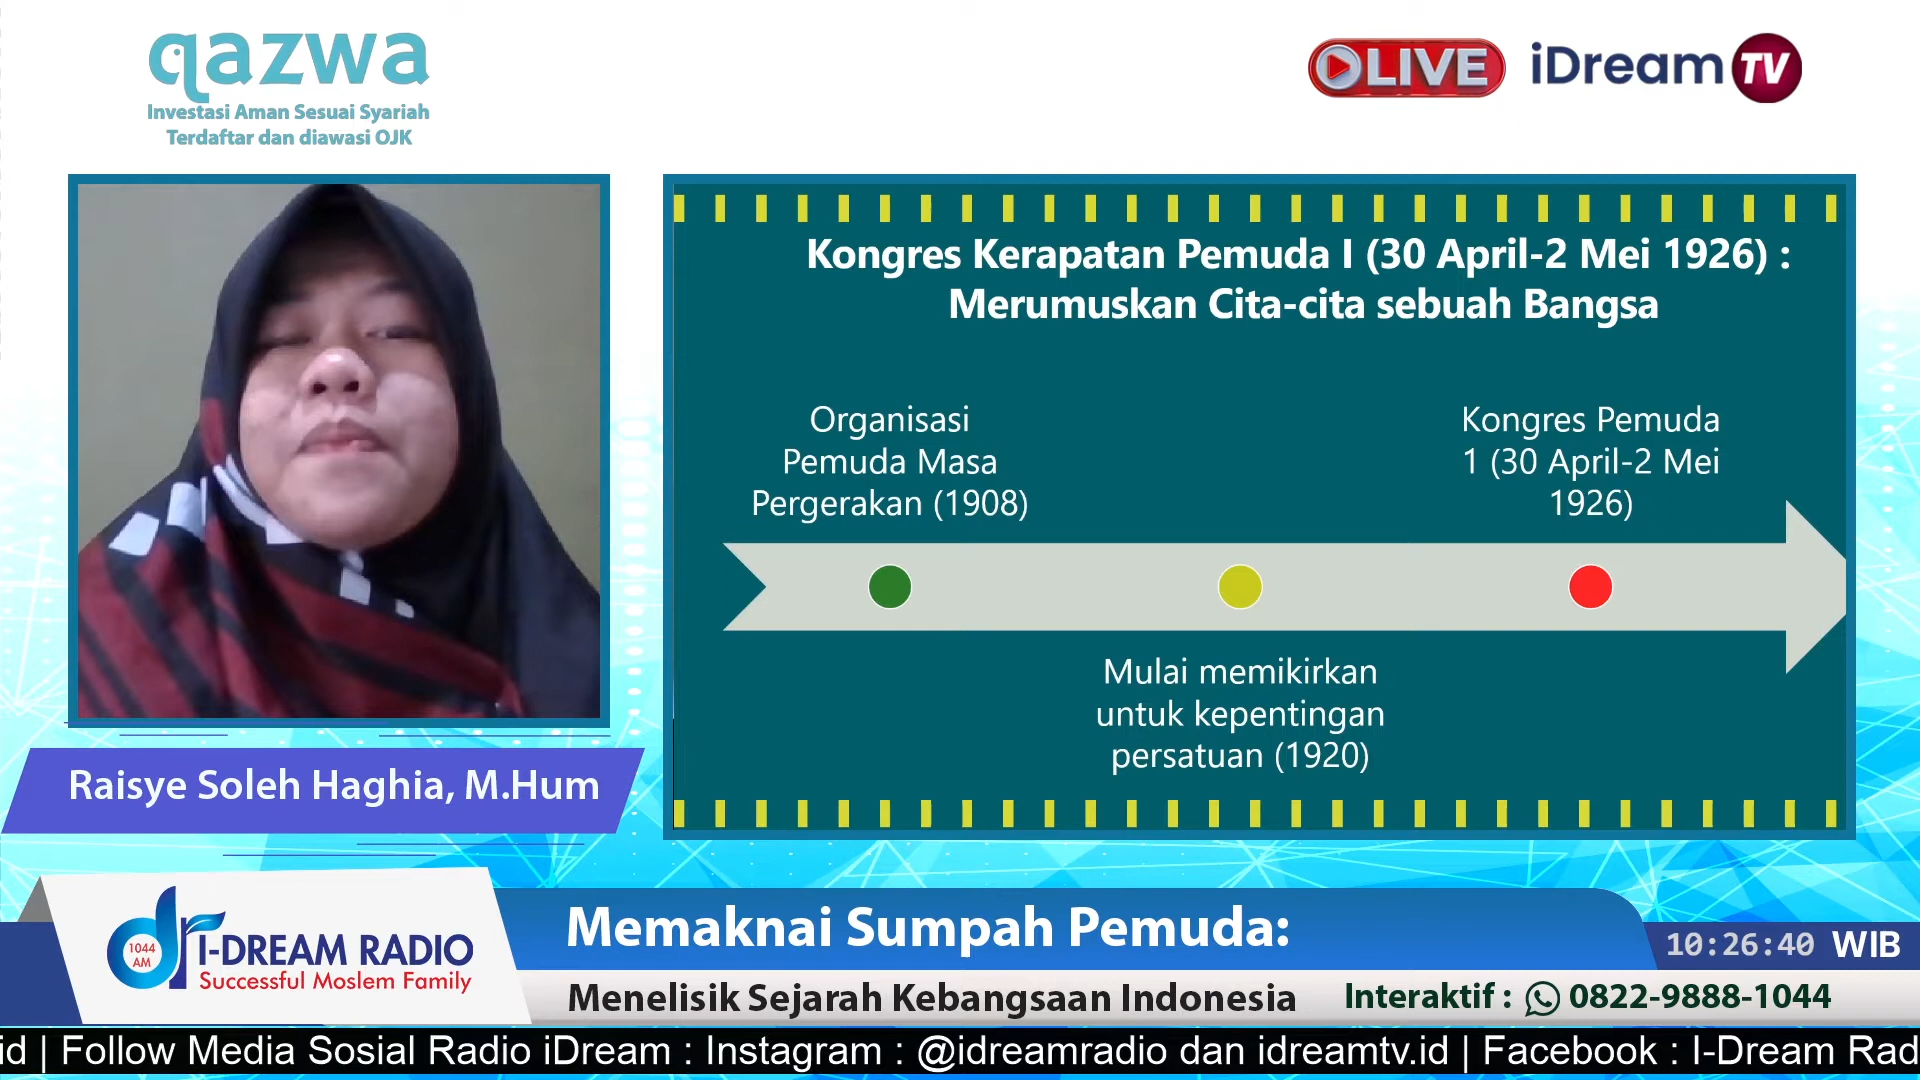 qazwa
Investasi Aman Sesuai Syariah
Terdaftar dan diawasi OJK
LIVE
iDream TV
Kongres Kerapatan Pemuda I (30 April-2 Mei 1926) :
Merumuskan Cita-cita sebuah Bangsa
Organisasi
Pemuda Masa
Pergerakan (1908)
Mulai memikirkan
untuk kepentingan
persatuan (1920)
Kongres Pemuda
1 (30 April-2 Mei
1926)
Raisye Soleh Haghia, M.Hum
1044
AM
I-DREAM RADIO
Successful Moslem Family
Memaknai Sumpah Pemuda:
10:26:40 WIB
Menelisik Sejarah Kebangsaan Indonesia
Interaktif : 0822-9888-1044
id | Follow Media Sosial Radio iDream : Instagram : @idreamradio dan idreamtv.id | Facebook : I-Dream Rad